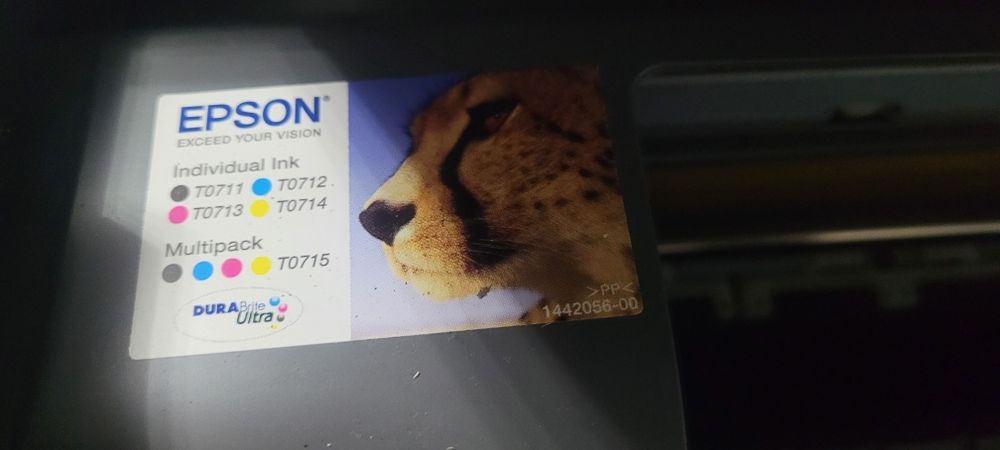 EPSON®
EXCEED YOUR VISION
Individual Ink
T0711 T0712
T0713 T0714
Multipack
T0715
DURABrite
Ultra
>PP<
1442056-00